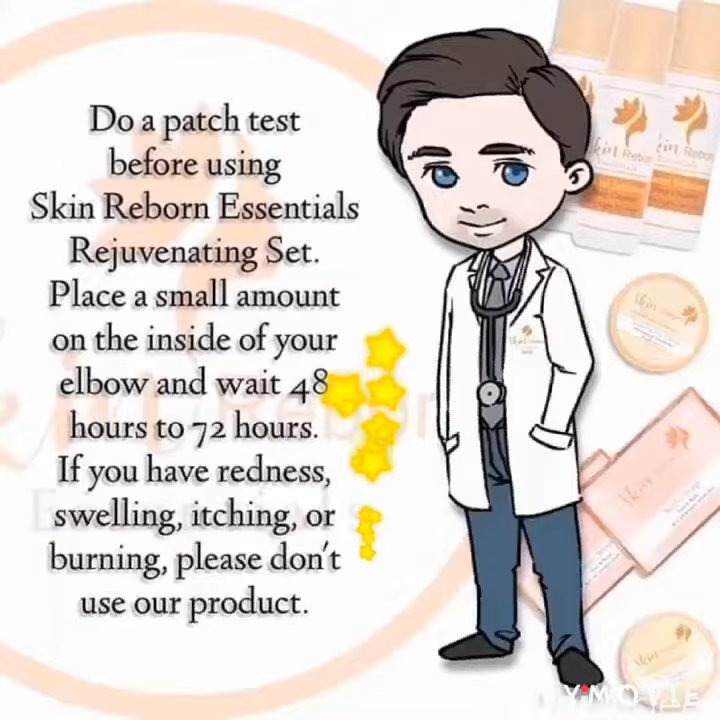 Do a patch test
before using
Skin Reborn Essentials
Rejuvenating Set.
Place a small amount
on the inside of your
elbow and wait 48
hours to 72 hours.
If you have redness,
swelling, itching, or
burning, please don't
use our product.